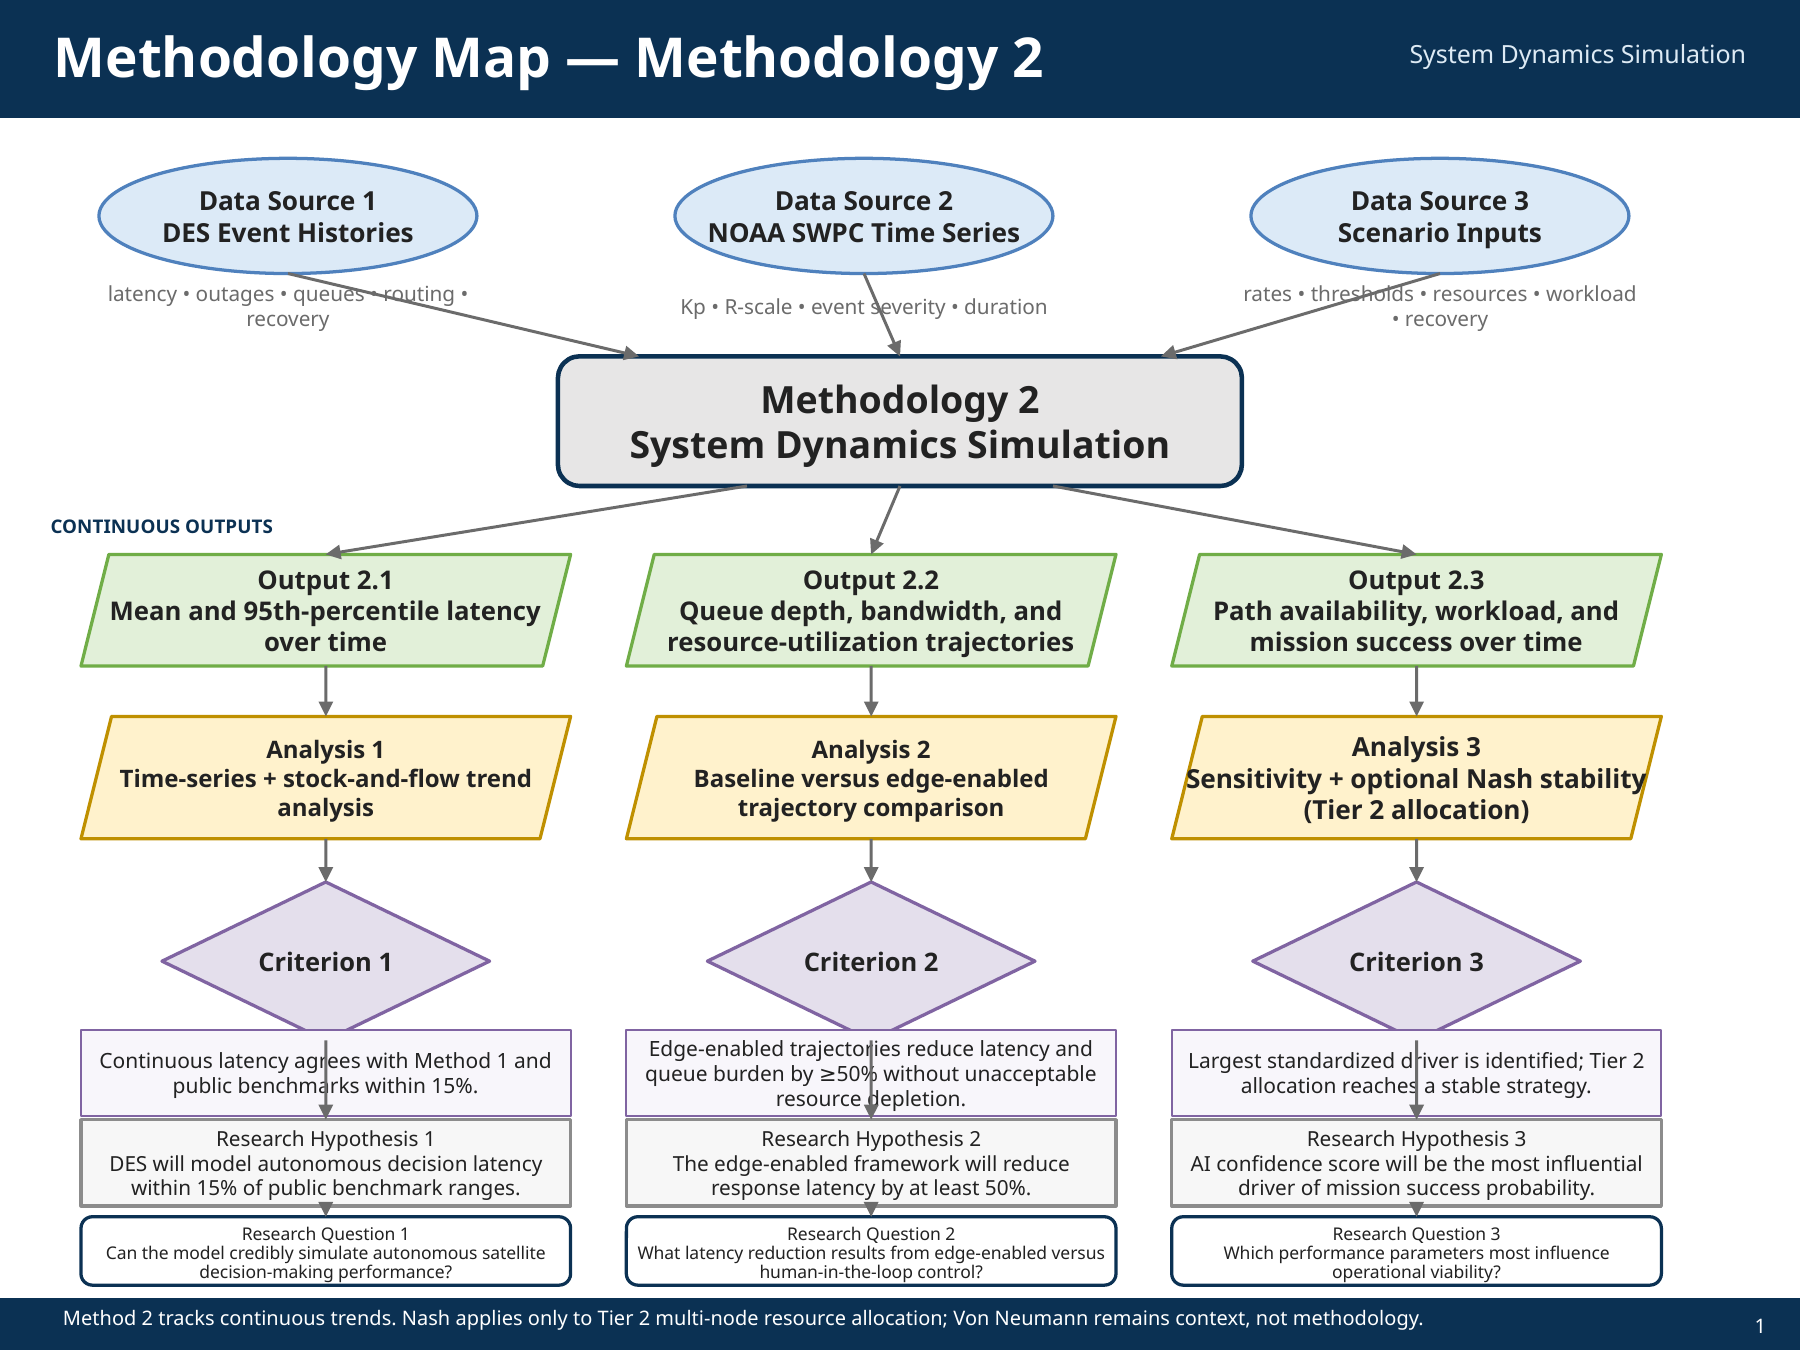 Methodology Map — Methodology 2
System Dynamics Simulation
Data Source 1
DES Event Histories
Data Source 2
NOAA SWPC Time Series
Data Source 3
Scenario Inputs
latency • outages • queues • routing •
recovery
Kp • R-scale • event severity • duration
rates • thresholds • resources • workload
• recovery
Methodology 2
System Dynamics Simulation
CONTINUOUS OUTPUTS
Output 2.1
Mean and 95th-percentile latency
over time
Output 2.2
Queue depth, bandwidth, and
resource-utilization trajectories
Output 2.3
Path availability, workload, and
mission success over time
Analysis 1
Time-series + stock-and-flow trend
analysis
Analysis 2
Baseline versus edge-enabled
trajectory comparison
Analysis 3
Sensitivity + optional Nash stability
(Tier 2 allocation)
Criterion 1
Criterion 2
Criterion 3
Continuous latency agrees with Method 1 and
public benchmarks within 15%.
Edge-enabled trajectories reduce latency and
queue burden by ≥50% without unacceptable
resource depletion.
Largest standardized driver is identified; Tier 2
allocation reaches a stable strategy.
Research Hypothesis 1
DES will model autonomous decision latency
within 15% of public benchmark ranges.
Research Hypothesis 2
The edge-enabled framework will reduce
response latency by at least 50%.
Research Hypothesis 3
AI confidence score will be the most influential
driver of mission success probability.
Research Question 1
Can the model credibly simulate autonomous satellite
decision-making performance?
Research Question 2
What latency reduction results from edge-enabled versus
human-in-the-loop control?
Research Question 3
Which performance parameters most influence
operational viability?
Method 2 tracks continuous trends. Nash applies only to Tier 2 multi-node resource allocation; Von Neumann remains context, not methodology.
1